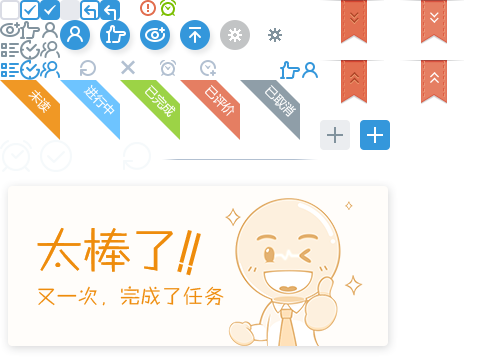 未读
进行中
已完成
已评价
已取消
太棒了!!
又一次，完成了任务